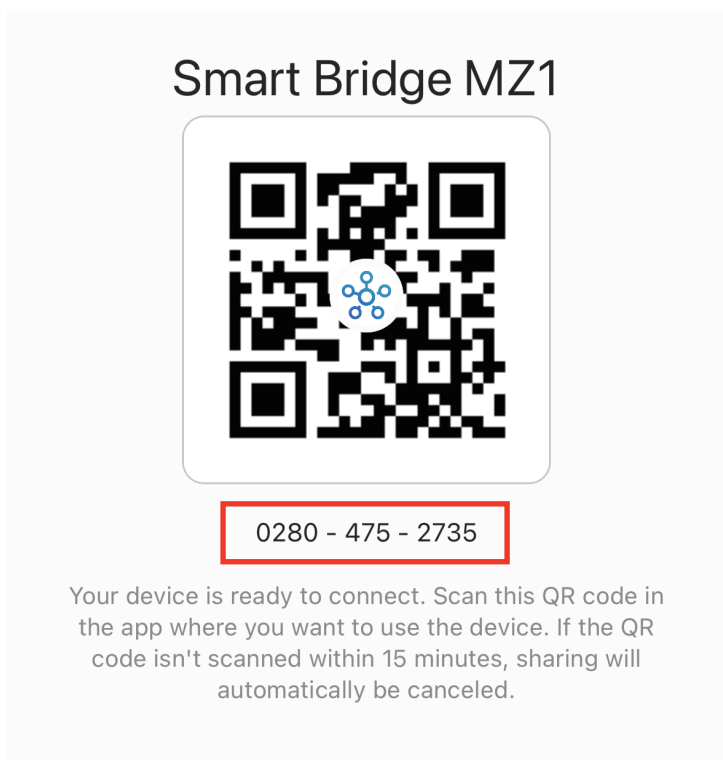 Smart Bridge MZ1
0280 - 475 - 2735
Your device is ready to connect. Scan this QR code in
the app where you want to use the device. If the QR
code isn't scanned within 15 minutes, sharing will
automatically be canceled.